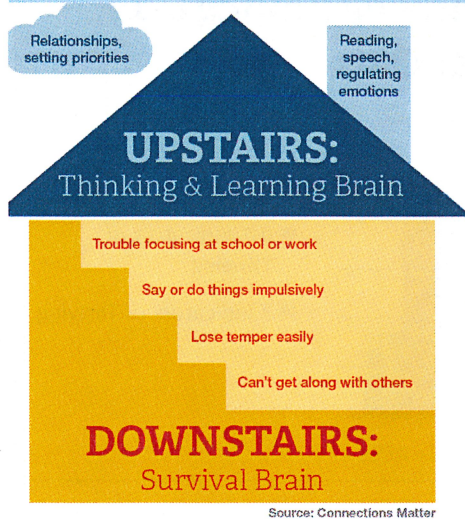 Relationships,
setting priorities
Reading,
speech,
regulating
emotions
UPSTAIRS:
Thinking & Learning Brain
Trouble focusing at school or work
Say or do things impulsively
Lose temper easily
Can't get along with others
DOWNSTAIRS:
Survival Brain
Source: Connections Matter